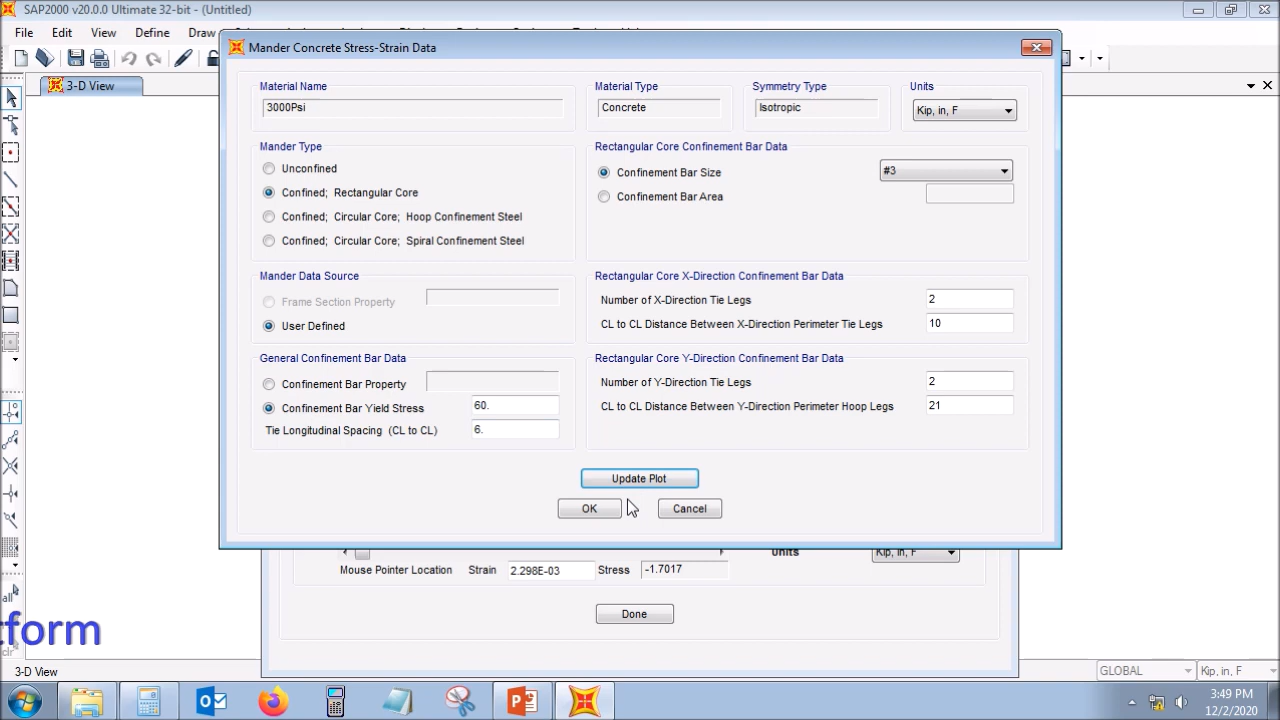 SAP2000 v20.0.0 Ultimate 32-bit - (Untitled)
File Edit View Define Draw
3-D View
Mander Concrete Stress-Strain Data
Material Name
3000Psi
Material Type
Concrete
Symmetry Type
Isotropic
Units
Kip, in, F
Mander Type
Unconfined
Confined; Rectangular Core
Confined; Circular Core; Hoop Confinement Steel
Confined; Circular Core; Spiral Confinement Steel
Rectangular Core Confinement Bar Data
Confinement Bar Size #3
Confinement Bar Area
Mander Data Source
Frame Section Property
User Defined
Rectangular Core X-Direction Confinement Bar Data
Number of X-Direction Tie Legs 2
CL to CL Distance Between X-Direction Perimeter Tie Legs 10
General Confinement Bar Data
Confinement Bar Property
Confinement Bar Yield Stress 60.
Tie Longitudinal Spacing (CL to CL) 6.
Rectangular Core Y-Direction Confinement Bar Data
Number of Y-Direction Tie Legs 2
CL to CL Distance Between Y-Direction Perimeter Hoop Legs 21
Update Plot
OK Cancel
Units Kip, in, F
Mouse Pointer Location Strain 2.298E-03 Stress -1.7017
Done
all
tform
clr
3-D View GLOBAL Kip, in, F
3:49 PM
12/2/2020